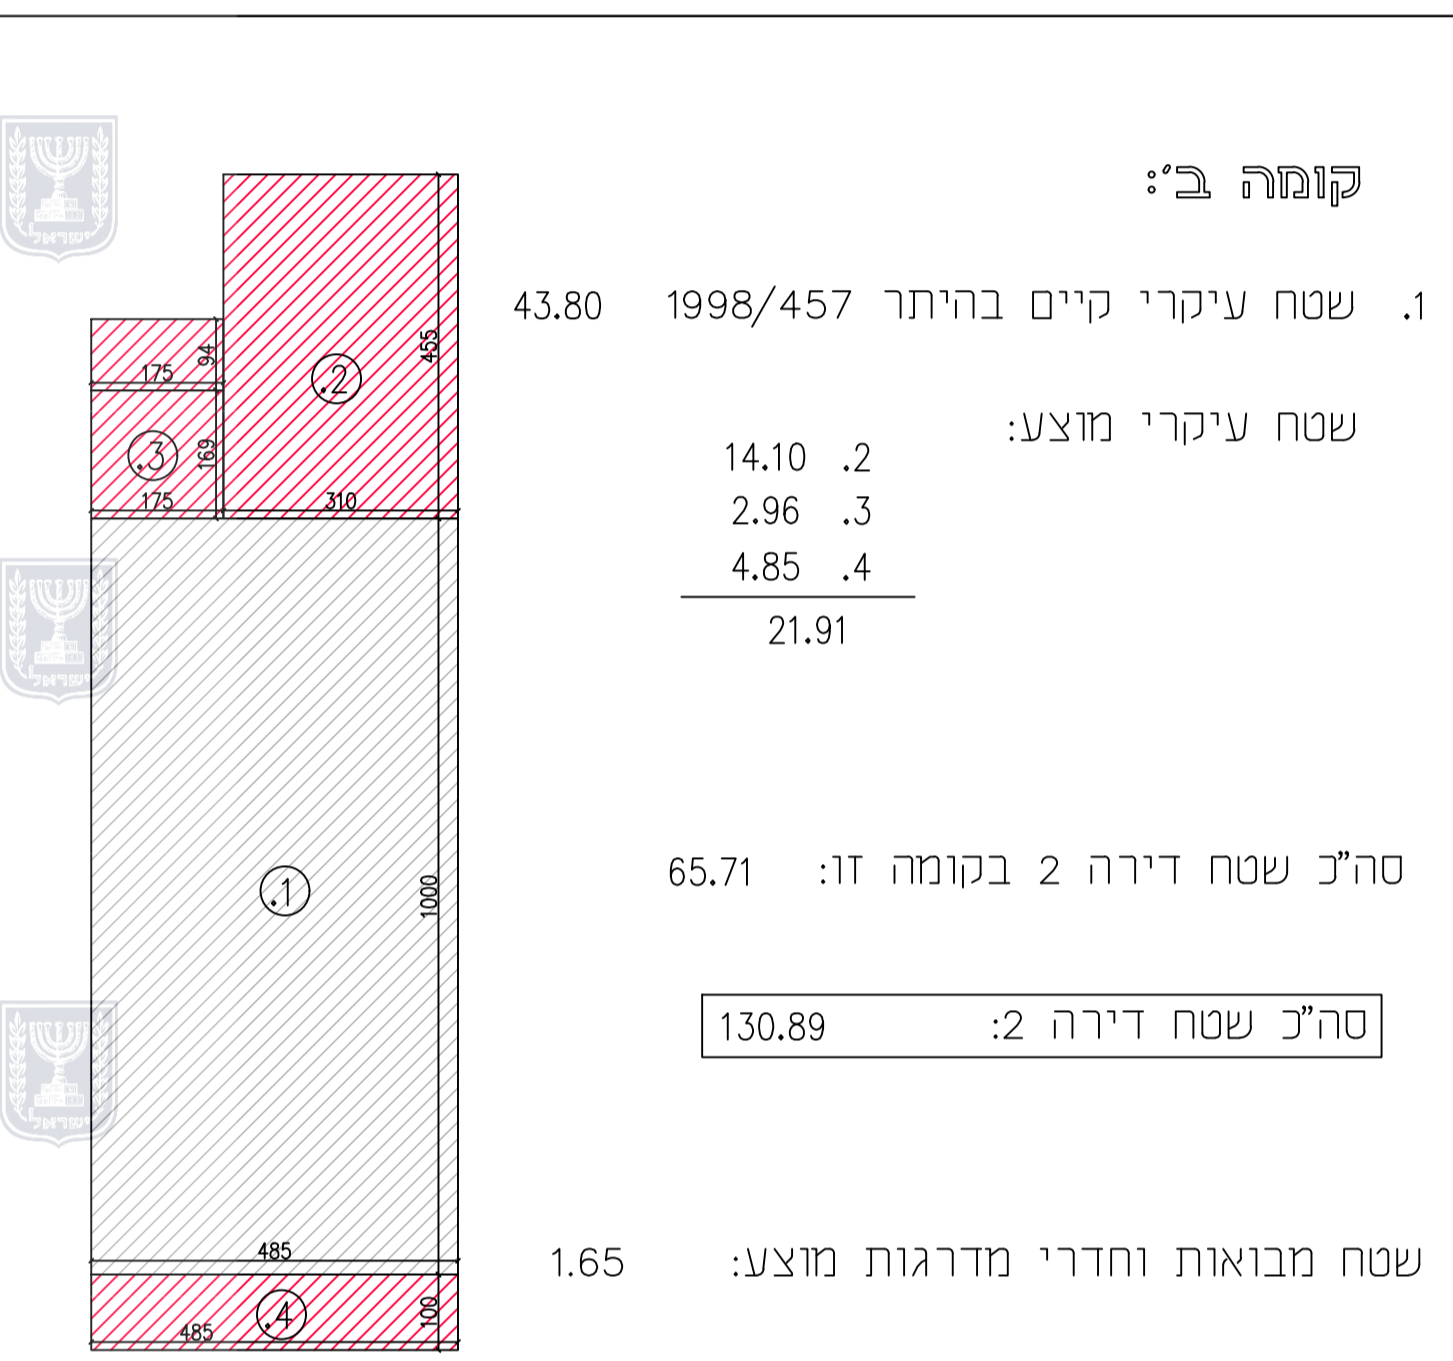 קומה ב':
1. שטח עיקרי קיים בהיתר 1998/457 43.80
שטח עיקרי מוצע:
2. 14.10
3. 2.96
4. 4.85
21.91
סה"כ שטח דירה 2 בקומה זו: 65.71
סה"כ שטח דירה 2: 130.89
שטח מבואות וחדרי מדרגות מוצע: 1.65
455
94
175
.2
.3
169
175
310
.1
1000
485
.4
100
485
ישראל
ישראל
ישראל